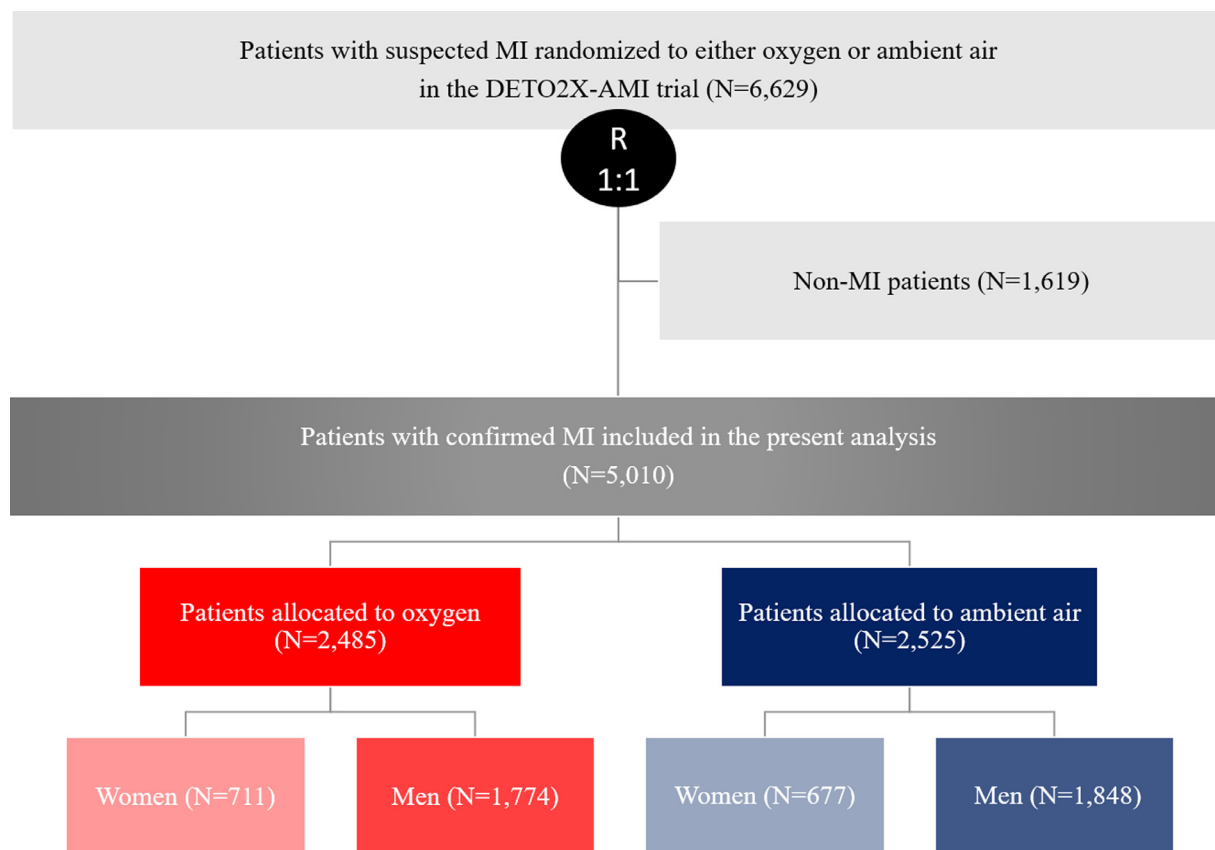 Patients with suspected MI randomized to either oxygen or ambient air
in the DETO2X-AMI trial (N=6,629)
R
1:1
Non-MI patients (N=1,619)
Patients with confirmed MI included in the present analysis
(N=5,010)
Patients allocated to oxygen
(N=2,485)
Patients allocated to ambient air
(N=2,525)
Women (N=711)
Men (N=1,774)
Women (N=677)
Men (N=1,848)